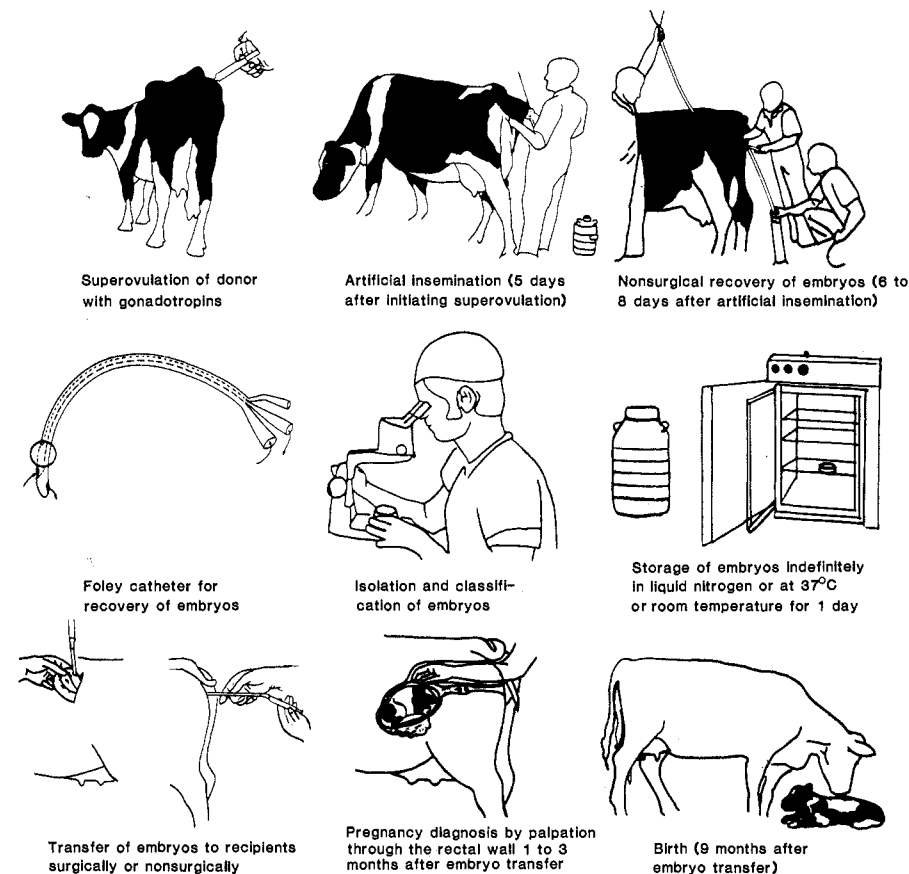 Superovulation of donor
with gonadotropins
Artificial insemination (5 days
after initiating superovulation)
Nonsurgical recovery of embryos (6 to
8 days after artificial insemination)
Foley catheter for
recovery of embryos
Isolation and classifi-
cation of embryos
Storage of embryos indefinitely
in liquid nitrogen or at 37°C
or room temperature for 1 day
Transfer of embryos to recipients
surgically or nonsurgically
Pregnancy diagnosis by palpation
through the rectal wall 1 to 3
months after embryo transfer
Birth (9 months after
embryo transfer)